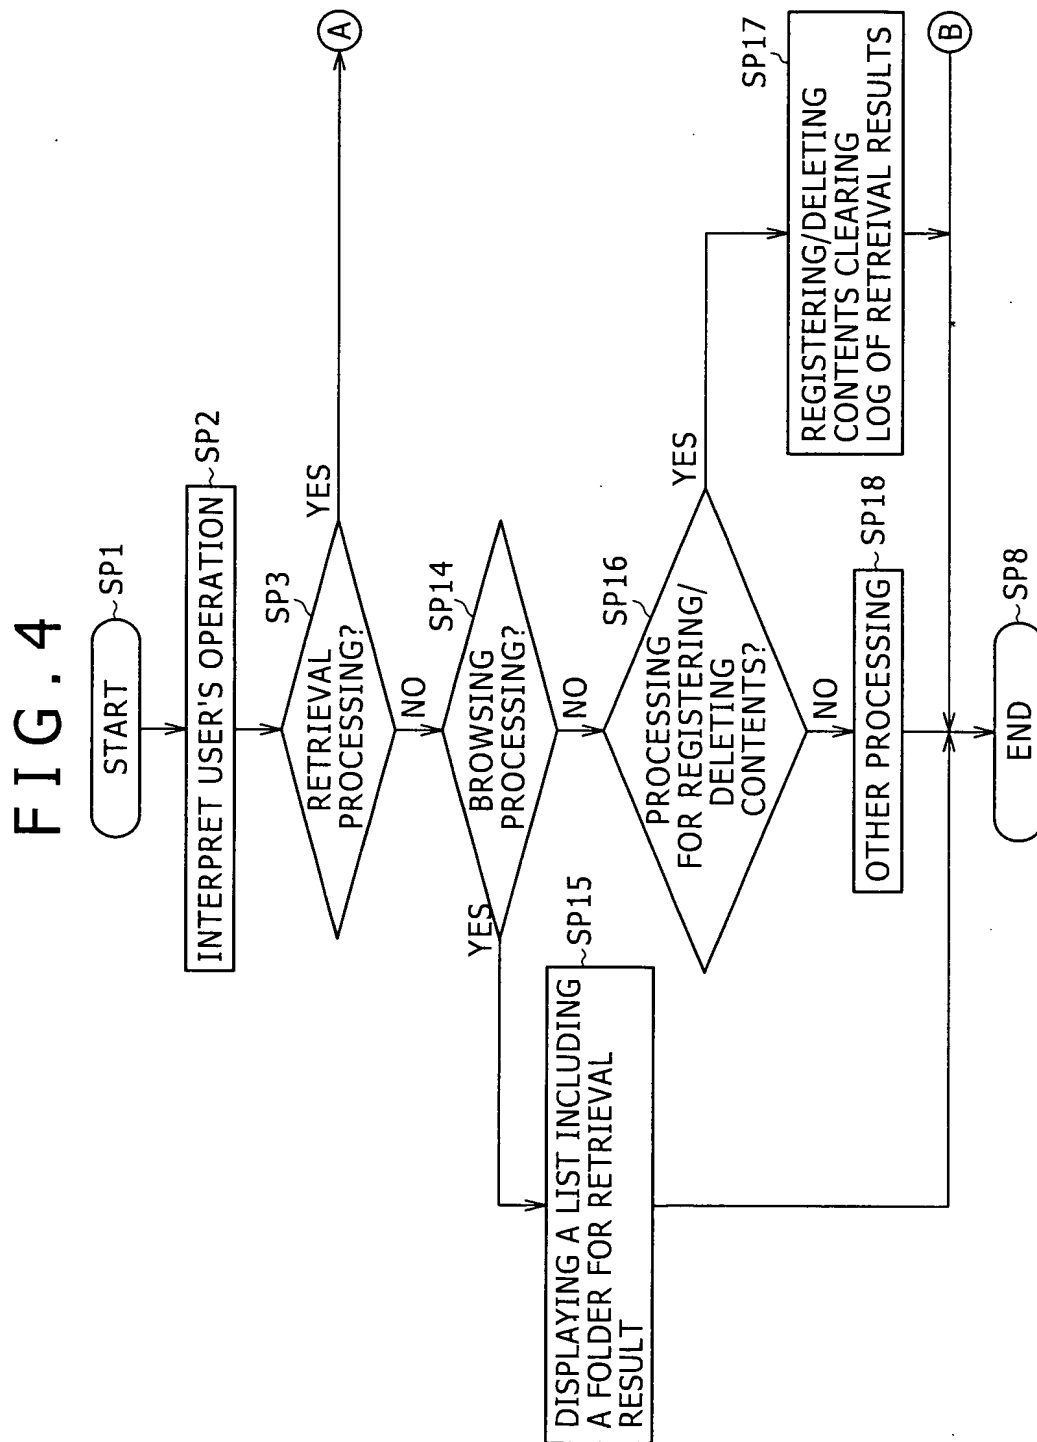 FIG. 4
START
SP1
INTERPRET USER'S OPERATION
SP2
SP3
RETRIEVAL
PROCESSING?
YES
A
NO
SP14
BROWSING
PROCESSING?
YES
NO
SP15
DISPLAYING A LIST INCLUDING
A FOLDER FOR RETRIEVAL
RESULT
SP16
PROCESSING
FOR REGISTERING/
DELETING
CONTENTS?
YES
NO
SP17
REGISTERING/DELETING
CONTENTS CLEARING
LOG OF RETREIVAL RESULTS
OTHER PROCESSING
SP18
B
END
SP8